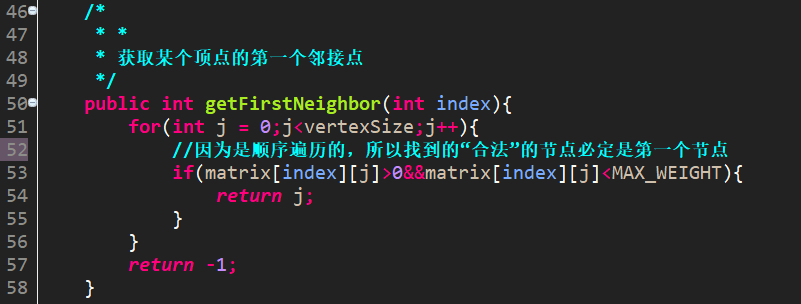 46 /*
47 * *
48 * 获取某个顶点的第一个邻接点
49 */
50 public int getFirstNeighbor(int index){
51 for(int j = 0;j<vertexSize;j++){
52 //因为是顺序遍历的，所以找到的“合法”的节点必定是第一个节点
53 if(matrix[index][j]>0&&matrix[index][j]<MAX_WEIGHT){
54 return j;
55 }
56 }
57 return -1;
58 }